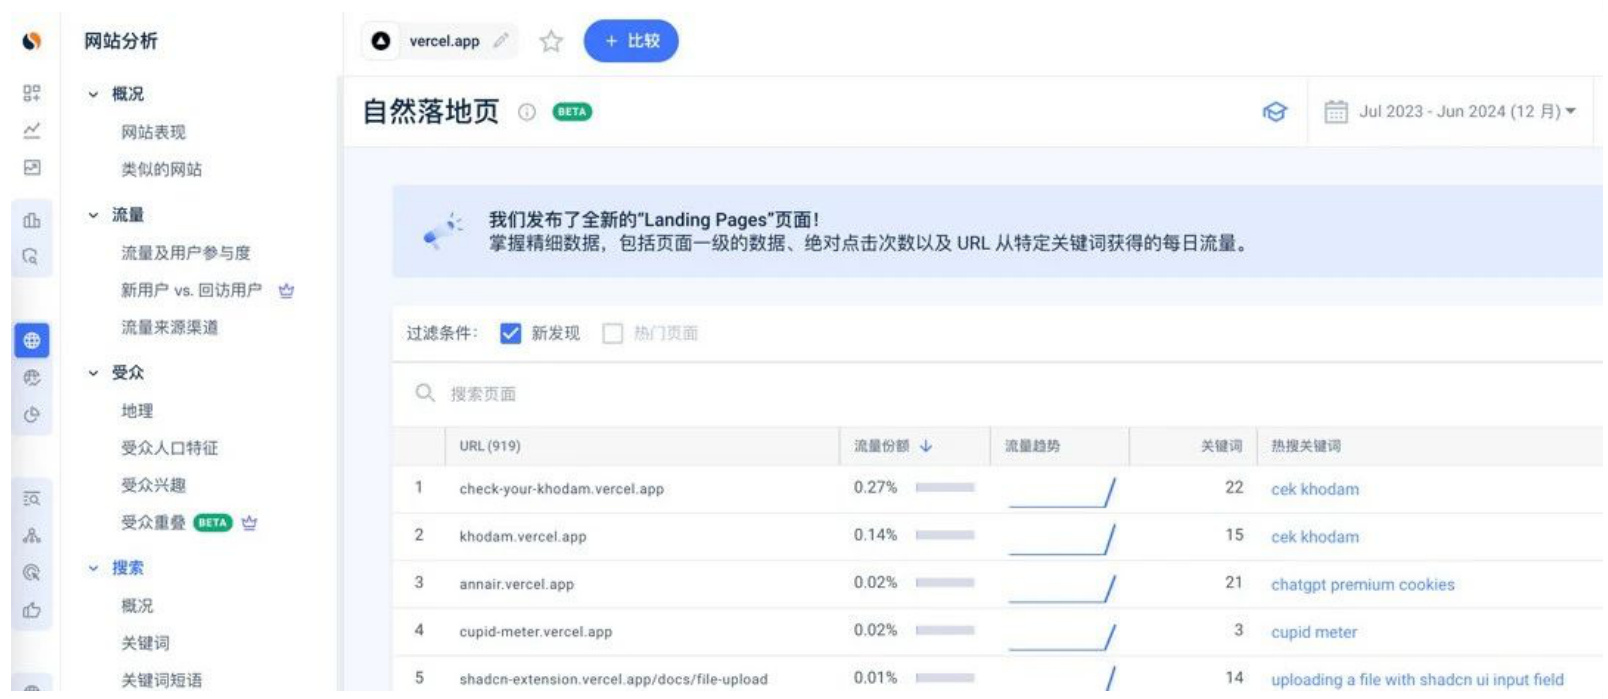 网站分析
概况
网站表现
类似的网站
流量
流量及用户参与度
新用户 vs. 回访用户
流量来源渠道
受众
地理
受众人口特征
受众兴趣
受众重叠 BETA
搜索
概况
关键词
关键词短语
vercel.app
+ 比较
自然落地页 BETA
Jul 2023 - Jun 2024 (12 月)
我们发布了全新的"Landing Pages"页面!
掌握精细数据，包括页面一级的数据、绝对点击次数以及 URL 从特定关键词获得的每日流量。
过滤条件: 新发现 热门页面
搜索页面
URL (919) 流量份额 ↓ 流量趋势 关键词 热搜关键词
1 check-your-khodam.vercel.app 0.27% 22 cek khodam
2 khodam.vercel.app 0.14% 15 cek khodam
3 annair.vercel.app 0.02% 21 chatgpt premium cookies
4 cupid-meter.vercel.app 0.02% 3 cupid meter
5 shadcn-extension.vercel.app/docs/file-upload 0.01% 14 uploading a file with shadcn ui input field